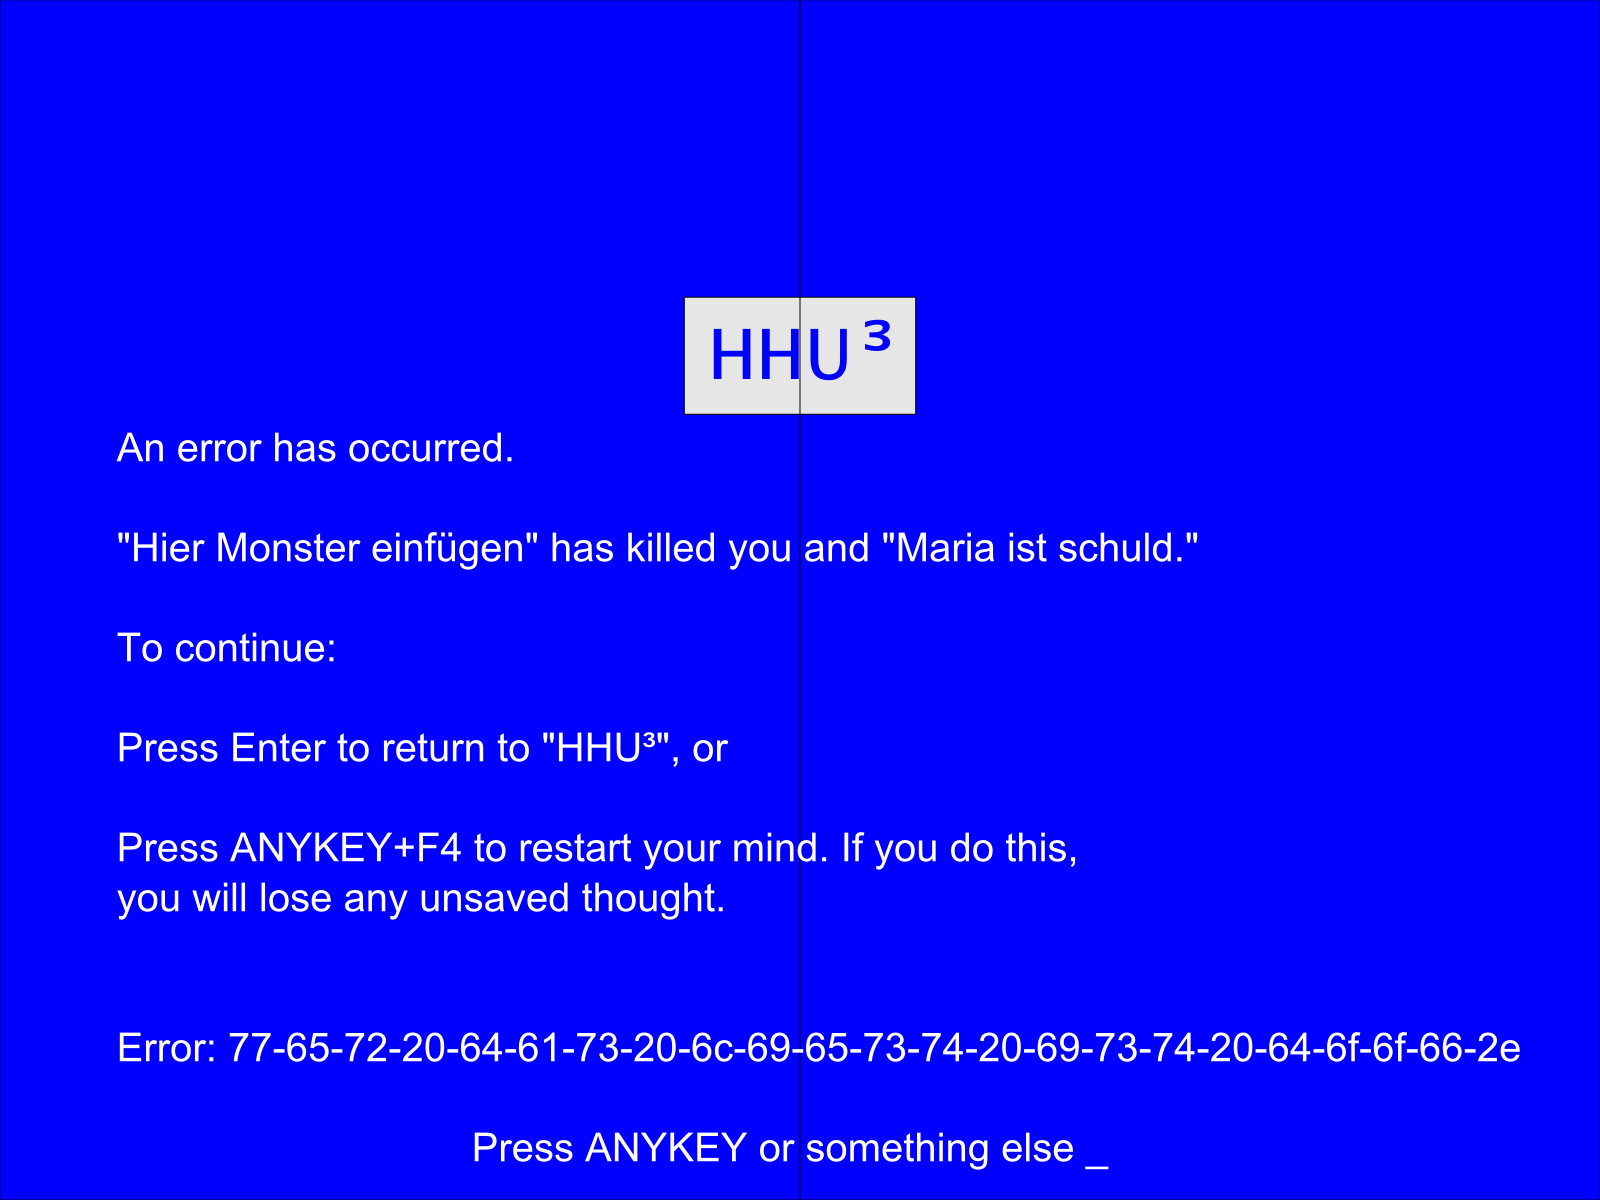 HHU³
An error has occurred.
"Hier Monster einfügen" has killed you and "Maria ist schuld."
To continue:
Press Enter to return to "HHU³", or
Press ANYKEY+F4 to restart your mind. If you do this,
you will lose any unsaved thought.
Error: 77-65-72-20-64-61-73-20-6c-69-65-73-74-20-69-73-74-20-64-6f-6f-66-2e
Press ANYKEY or something else _